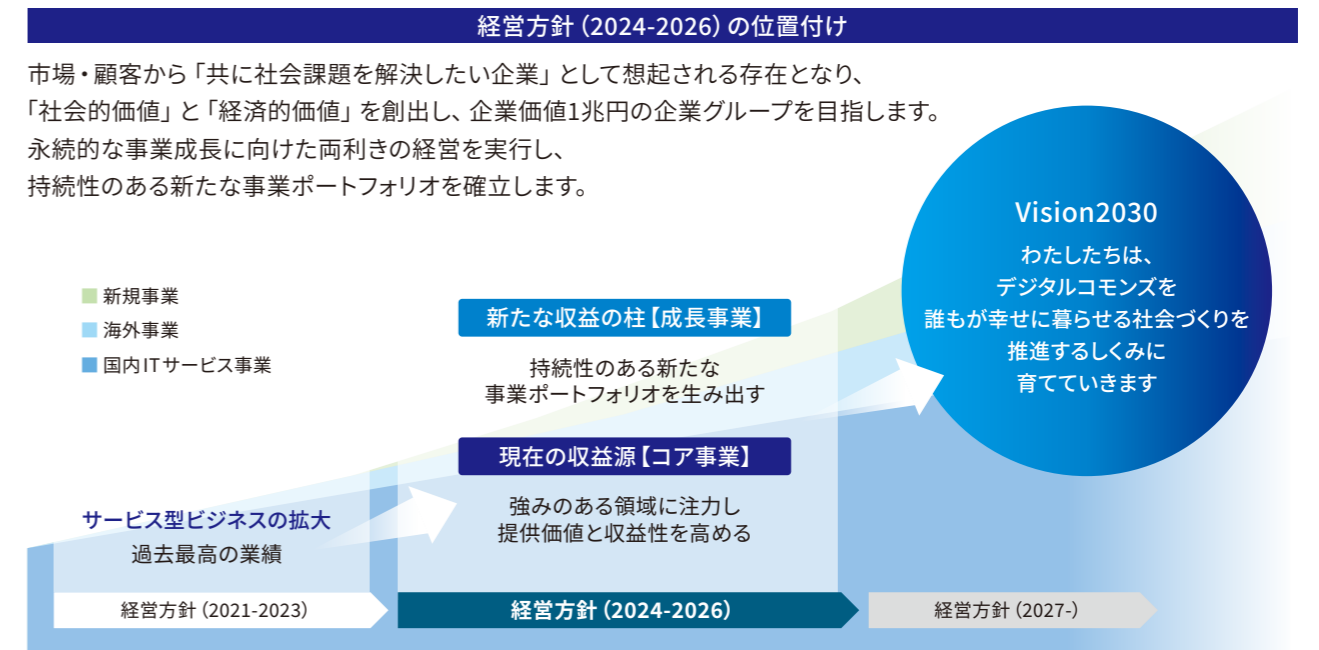 経営方針（2024-2026）の位置付け
市場・顧客から「共に社会課題を解決したい企業」として想起される存在となり、
「社会的価値」と「経済的価値」を創出し、企業価値1兆円の企業グループを目指します。
永続的な事業成長に向けた両利きの経営を実行し、
持続性のある新たな事業ポートフォリオを確立します。
新規事業
海外事業
国内ITサービス事業
新たな収益の柱【成長事業】
持続性のある新たな
事業ポートフォリオを生み出す
現在の収益源【コア事業】
強みのある領域に注力し
提供価値と収益性を高める
サービス型ビジネスの拡大
過去最高の業績
Vision2030
わたしたちは、
デジタルコモンズを
誰もが幸せに暮らせる社会づくりを
推進するしくみに
育てていきます
経営方針（2021-2023）
経営方針（2024-2026）
経営方針（2027-）